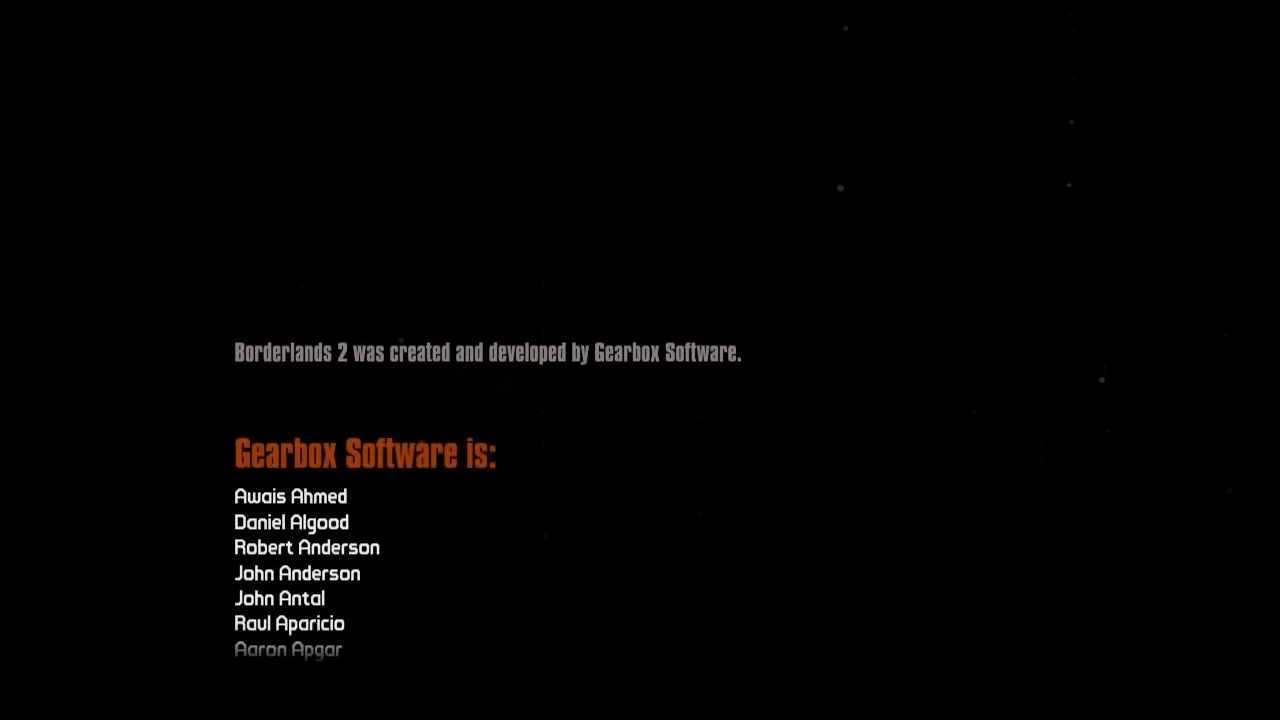 Borderlands 2 was created and developed by Gearbox Software.
Gearbox Software is:
Awais Ahmed
Daniel Algood
Robert Anderson
John Anderson
John Antal
Raul Aparicio
Aaron Apgar